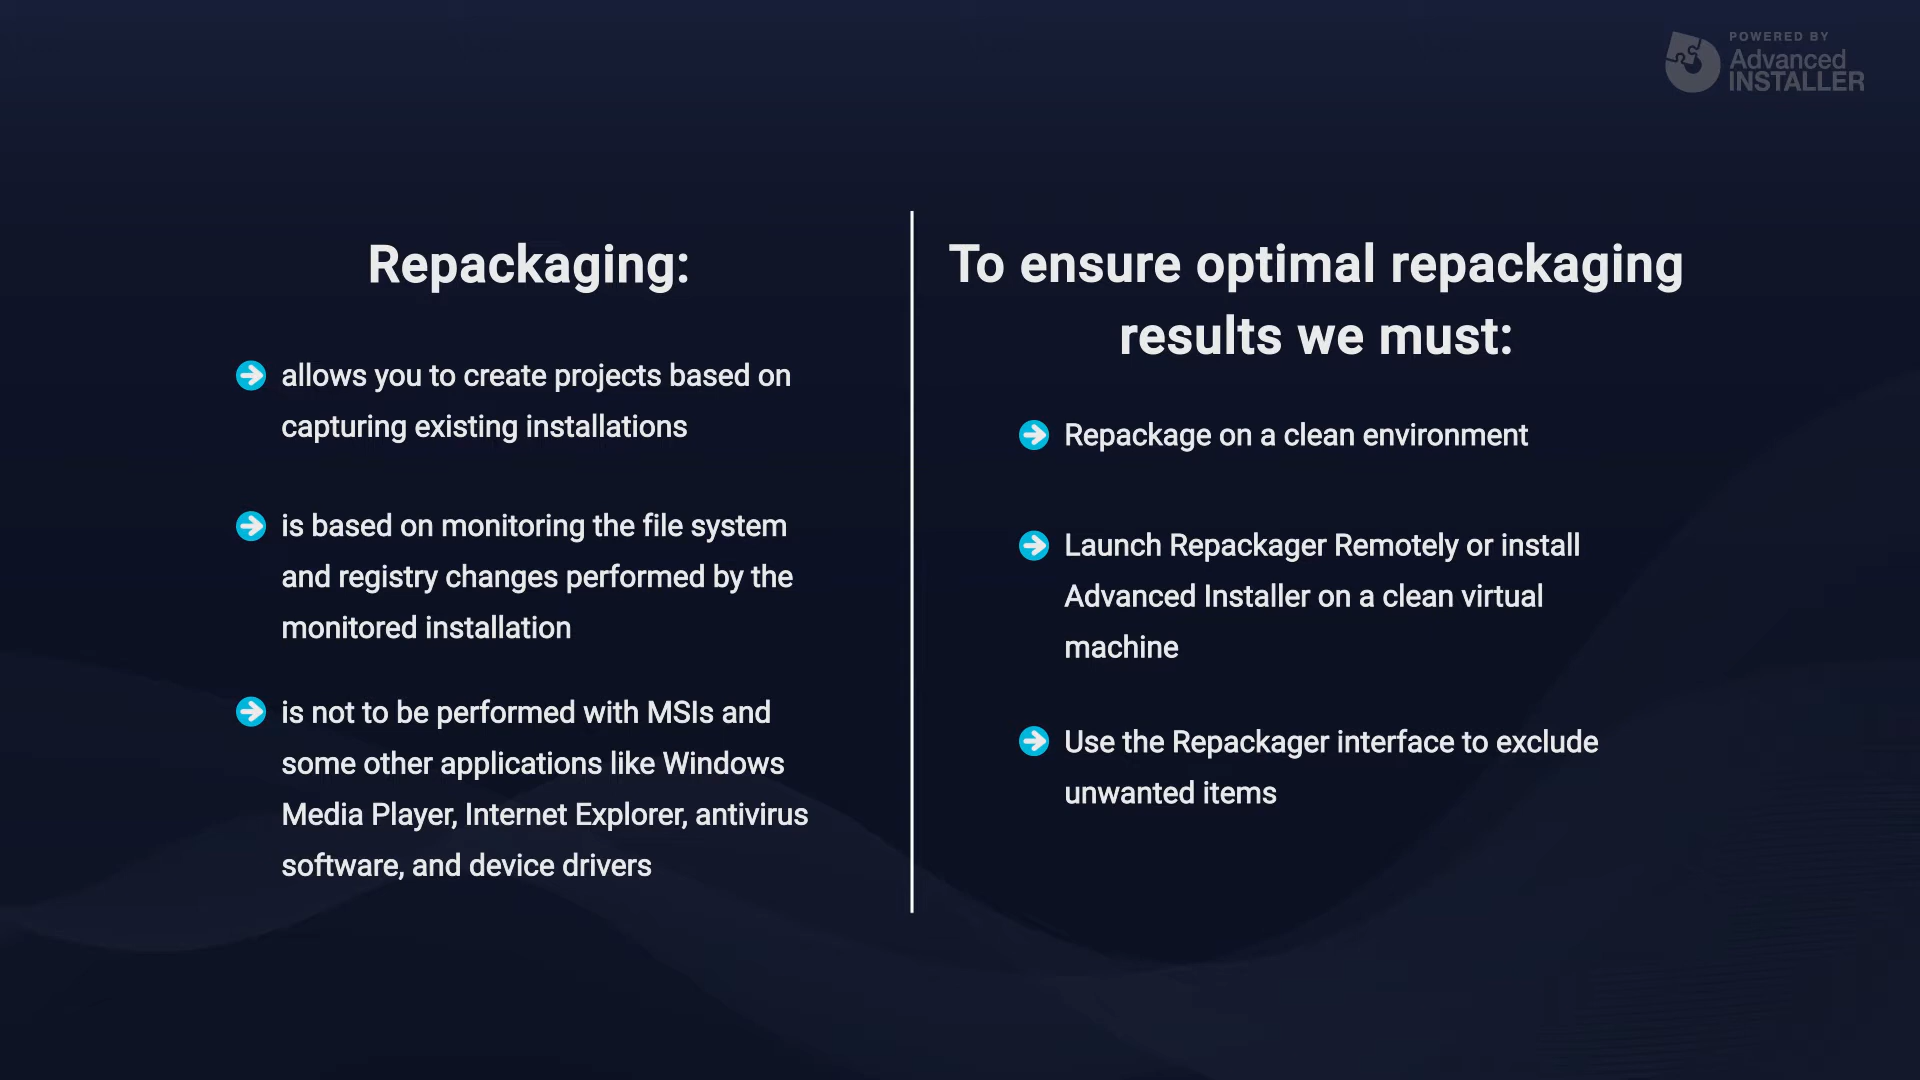 POWERED BY
Advanced
INSTALLER
Repackaging:
allows you to create projects based on
capturing existing installations
is based on monitoring the file system
and registry changes performed by the
monitored installation
is not to be performed with MSIs and
some other applications like Windows
Media Player, Internet Explorer, antivirus
software, and device drivers
To ensure optimal repackaging
results we must:
Repackage on a clean environment
Launch Repackager Remotely or install
Advanced Installer on a clean virtual
machine
Use the Repackager interface to exclude
unwanted items